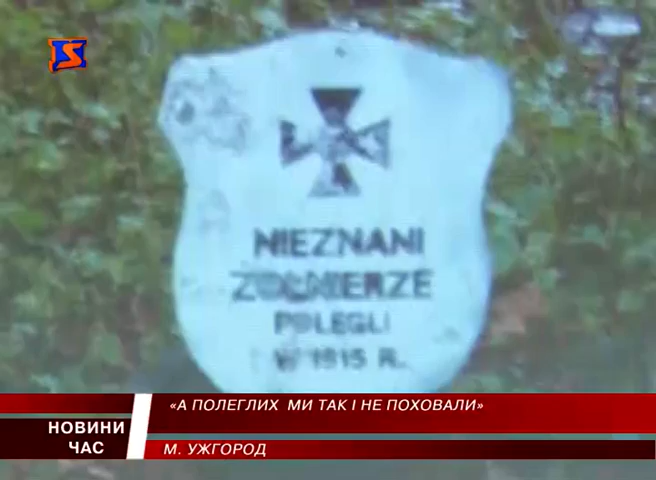 NIEZNANI
ŻOŁNIERZE
POLEGLI
W 1915 R.
«А ПОЛЕГЛИХ МИ ТАК І НЕ ПОХОВАЛИ»
НОВИНИ
ЧАС
М. УЖГОРОД